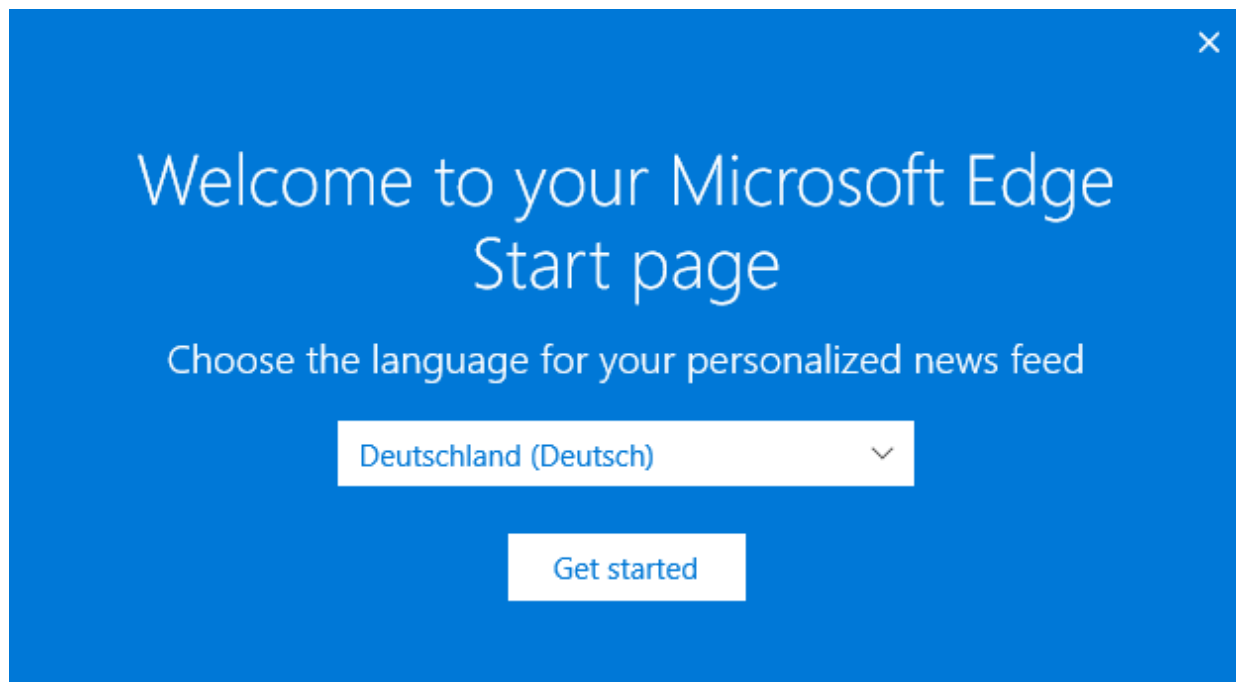 Welcome to your Microsoft Edge
Start page
Choose the language for your personalized news feed
Deutschland (Deutsch)
Get started